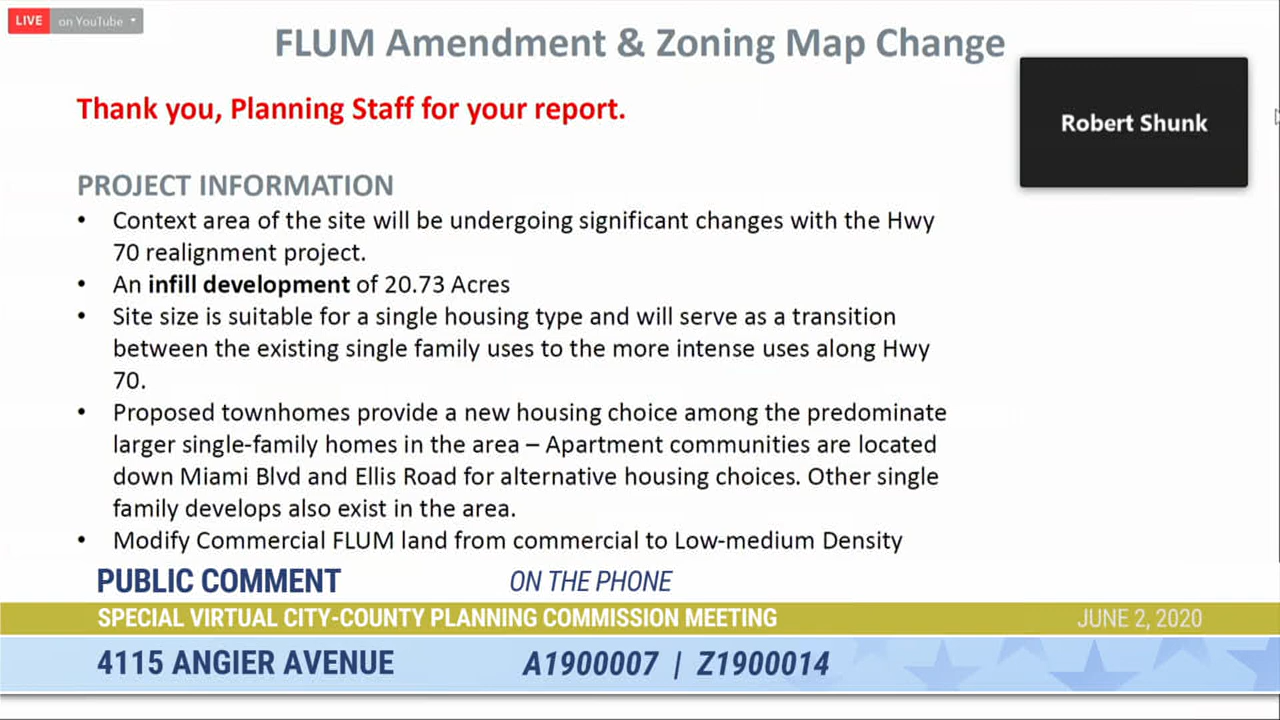 LIVE on YouTube
FLUM Amendment & Zoning Map Change
Thank you, Planning Staff for your report.
Robert Shunk
PROJECT INFORMATION
• Context area of the site will be undergoing significant changes with the Hwy
70 realignment project.
• An infill development of 20.73 Acres
• Site size is suitable for a single housing type and will serve as a transition
between the existing single family uses to the more intense uses along Hwy
70.
• Proposed townhomes provide a new housing choice among the predominate
larger single-family homes in the area – Apartment communities are located
down Miami Blvd and Ellis Road for alternative housing choices. Other single
family develops also exist in the area.
• Modify Commercial FLUM land from commercial to Low-medium Density
PUBLIC COMMENT ON THE PHONE
SPECIAL VIRTUAL CITY-COUNTY PLANNING COMMISSION MEETING JUNE 2, 2020
4115 ANGIER AVENUE A1900007 | Z1900014